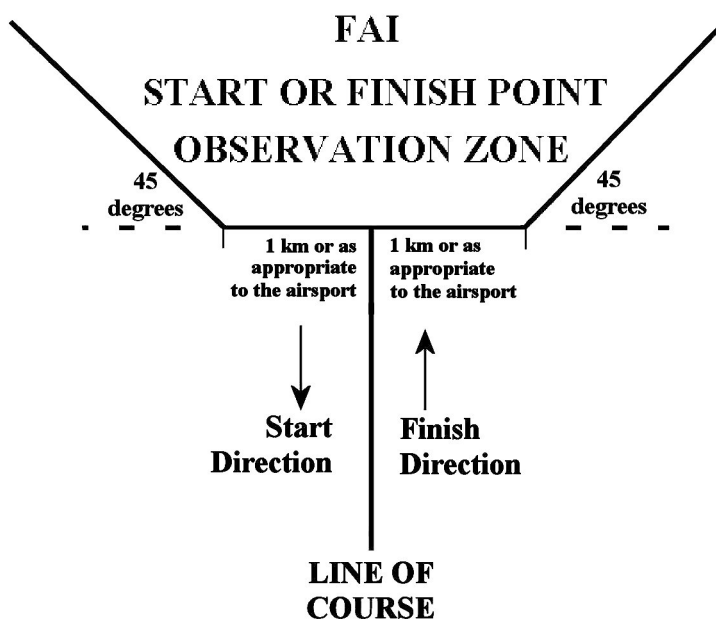 FAI
START OR FINISH POINT
OBSERVATION ZONE
45
degrees
45
degrees
1 km or as
appropriate
to the airsport
1 km or as
appropriate
to the airsport
Start
Direction
Finish
Direction
LINE OF
COURSE